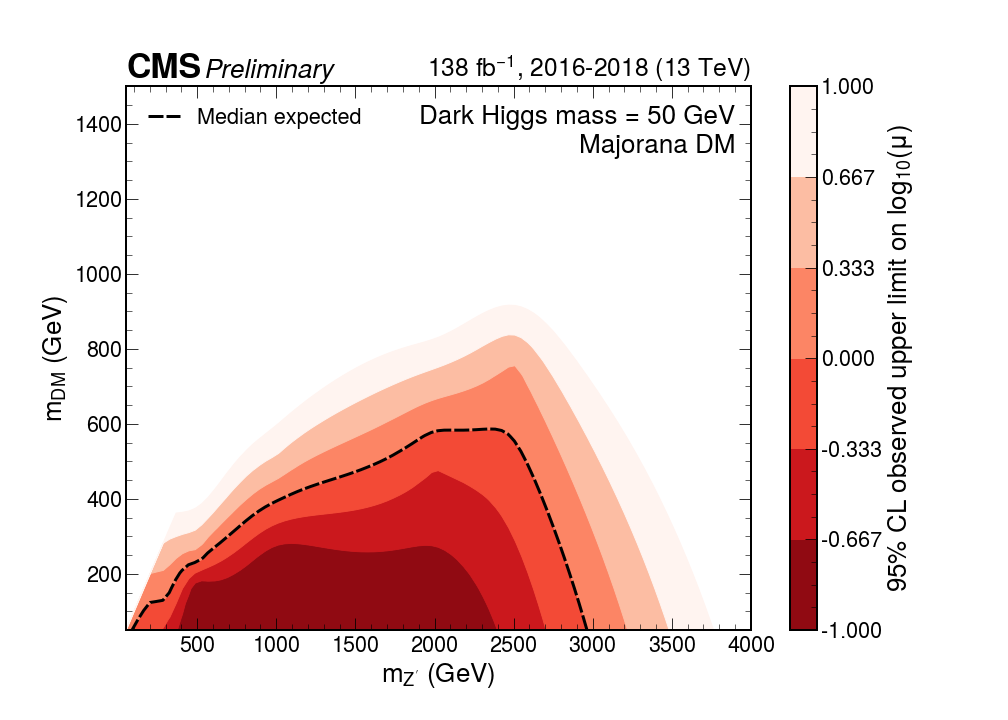 CMS Preliminary 138 fb⁻¹, 2016-2018 (13 TeV)
Median expected
Dark Higgs mass = 50 GeV
Majorana DM
1400
1200
1000
800
600
400
200
m_DM (GeV)
500 1000 1500 2000 2500 3000 3500 4000
m_Z′ (GeV)
1.000
0.667
0.333
0.000
-0.333
-0.667
-1.000
95% CL observed upper limit on log₁₀(μ)